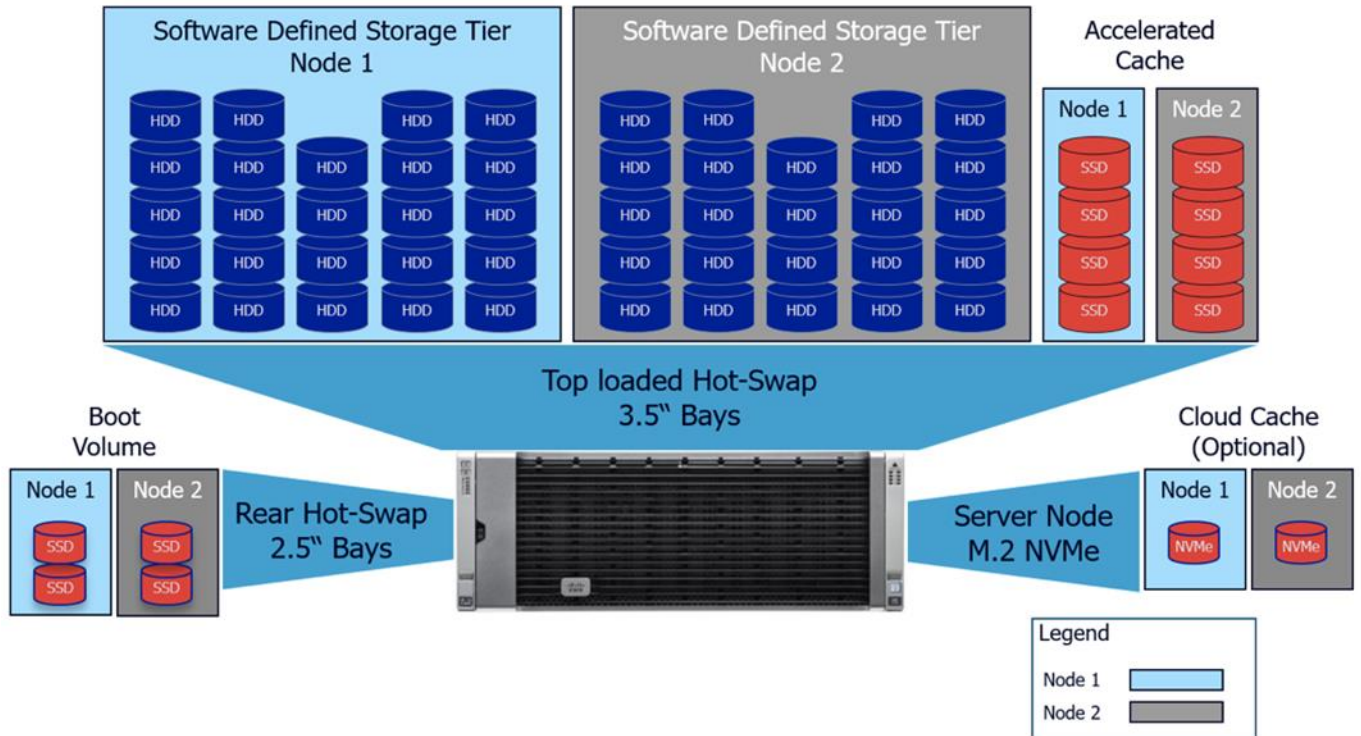 Software Defined Storage Tier
Node 1
Software Defined Storage Tier
Node 2
Accelerated
Cache
HDD HDD HDD HDD
HDD HDD HDD HDD HDD
HDD HDD HDD HDD HDD
HDD HDD HDD HDD HDD
HDD HDD HDD HDD HDD
HDD HDD HDD HDD
HDD HDD HDD HDD HDD
HDD HDD HDD HDD HDD
HDD HDD HDD HDD HDD
HDD HDD HDD HDD HDD
Node 1
SSD
SSD
SSD
SSD
Node 2
SSD
SSD
SSD
SSD
Top loaded Hot-Swap
3.5“ Bays
Boot
Volume
Node 1
SSD
SSD
Node 2
SSD
SSD
Rear Hot-Swap
2.5“ Bays
Server Node
M.2 NVMe
Cloud Cache
(Optional)
Node 1
NVMe
Node 2
NVMe
Legend
Node 1
Node 2